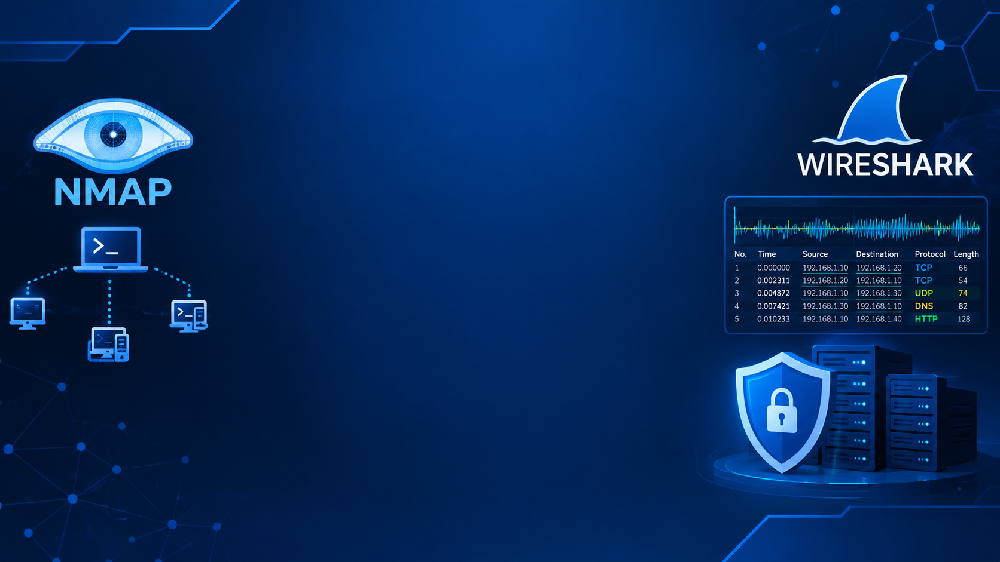 NMAP
>_
>_
>_
>_
WIRESHARK
No. Time Source Destination Protocol Length
1 0.000000 192.168.1.10 192.168.1.20 TCP 66
2 0.002311 192.168.1.20 192.168.1.10 TCP 54
3 0.004872 192.168.1.10 192.168.1.30 UDP 74
4 0.007421 192.168.1.30 192.168.1.10 DNS 82
5 0.010233 192.168.1.10 192.168.1.40 HTTP 128